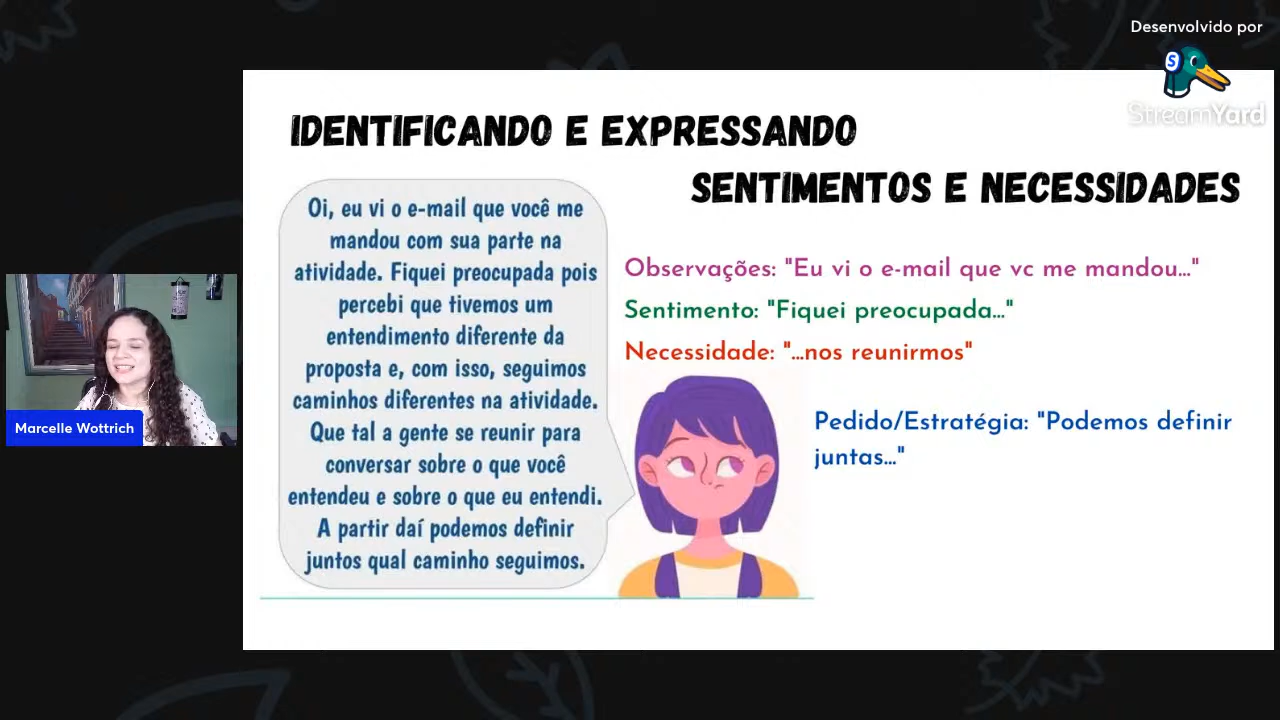 Desenvolvido por
StreamYard
IDENTIFICANDO E EXPRESSANDO
SENTIMENTOS E NECESSIDADES
Oi, eu vi o e-mail que você me
mandou com sua parte na
atividade. Fiquei preocupada pois
percebi que tivemos um
entendimento diferente da
proposta e, com isso, seguimos
caminhos diferentes na atividade.
Que tal a gente se reunir para
conversar sobre o que você
entendeu e sobre o que eu entendi.
A partir daí podemos definir
juntos qual caminho seguimos.
Observações: "Eu vi o e-mail que vc me mandou..."
Sentimento: "Fiquei preocupada..."
Necessidade: "...nos reunirmos"
Pedido/Estratégia: "Podemos definir
juntas..."
Marcelle Wottrich